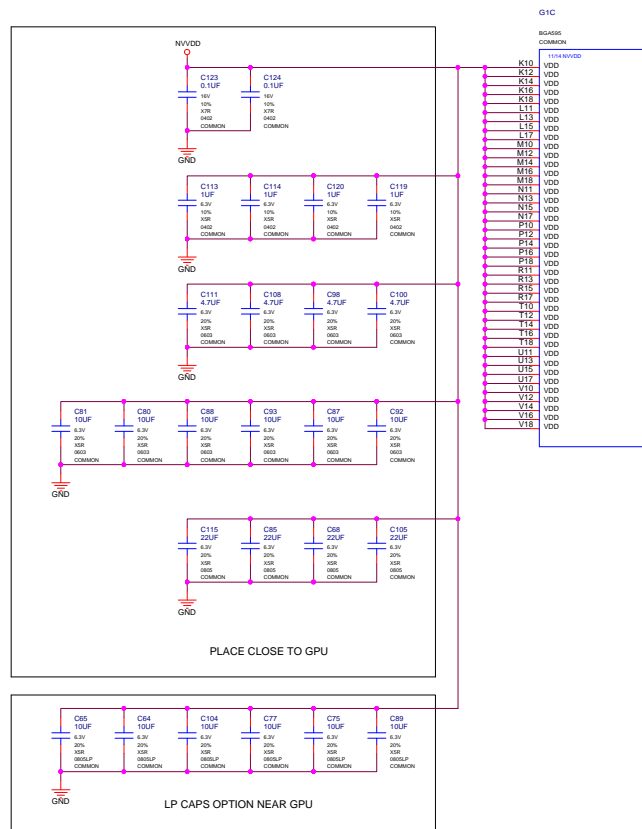 G1C
BGA595
COMMON
11/14 NVVDD
NVVDD
C123
0.1UF
16V
10%
X7R
0402
COMMON
C124
0.1UF
16V
10%
X7R
0402
COMMON
GND
C113
1UF
6.3V
10%
X5R
0402
COMMON
C114
1UF
6.3V
10%
X5R
0402
COMMON
C120
1UF
6.3V
10%
X5R
0402
COMMON
C119
1UF
6.3V
10%
X5R
0402
COMMON
GND
C111
4.7UF
6.3V
20%
X5R
0603
COMMON
C108
4.7UF
6.3V
20%
X5R
0603
COMMON
C98
4.7UF
6.3V
20%
X5R
0603
COMMON
C100
4.7UF
6.3V
20%
X5R
0603
COMMON
GND
C81
10UF
6.3V
20%
X5R
0603
COMMON
C80
10UF
6.3V
20%
X5R
0603
COMMON
C88
10UF
6.3V
20%
X5R
0603
COMMON
C93
10UF
6.3V
20%
X5R
0603
COMMON
C87
10UF
6.3V
20%
X5R
0603
COMMON
C92
10UF
6.3V
20%
X5R
0603
COMMON
GND
C115
22UF
6.3V
20%
X5R
0805
COMMON
C85
22UF
6.3V
20%
X5R
0805
COMMON
C68
22UF
6.3V
20%
X5R
0805
COMMON
C105
22UF
6.3V
20%
X5R
0805
COMMON
GND
PLACE CLOSE TO GPU
C65
10UF
6.3V
20%
X5R
0805LP
COMMON
C64
10UF
6.3V
20%
X5R
0805LP
COMMON
C104
10UF
6.3V
20%
X5R
0805LP
COMMON
C77
10UF
6.3V
20%
X5R
0805LP
COMMON
C75
10UF
6.3V
20%
X5R
0805LP
COMMON
C89
10UF
6.3V
20%
X5R
0805LP
COMMON
GND
LP CAPS OPTION NEAR GPU
K10 VDD
K12 VDD
K14 VDD
K16 VDD
K18 VDD
L11 VDD
L13 VDD
L15 VDD
L17 VDD
M10 VDD
M12 VDD
M14 VDD
M16 VDD
M18 VDD
N11 VDD
N13 VDD
N15 VDD
N17 VDD
P10 VDD
P12 VDD
P14 VDD
P16 VDD
P18 VDD
R11 VDD
R13 VDD
R15 VDD
R17 VDD
T10 VDD
T12 VDD
T14 VDD
T16 VDD
T18 VDD
U11 VDD
U13 VDD
U15 VDD
U17 VDD
V10 VDD
V12 VDD
V14 VDD
V16 VDD
V18 VDD